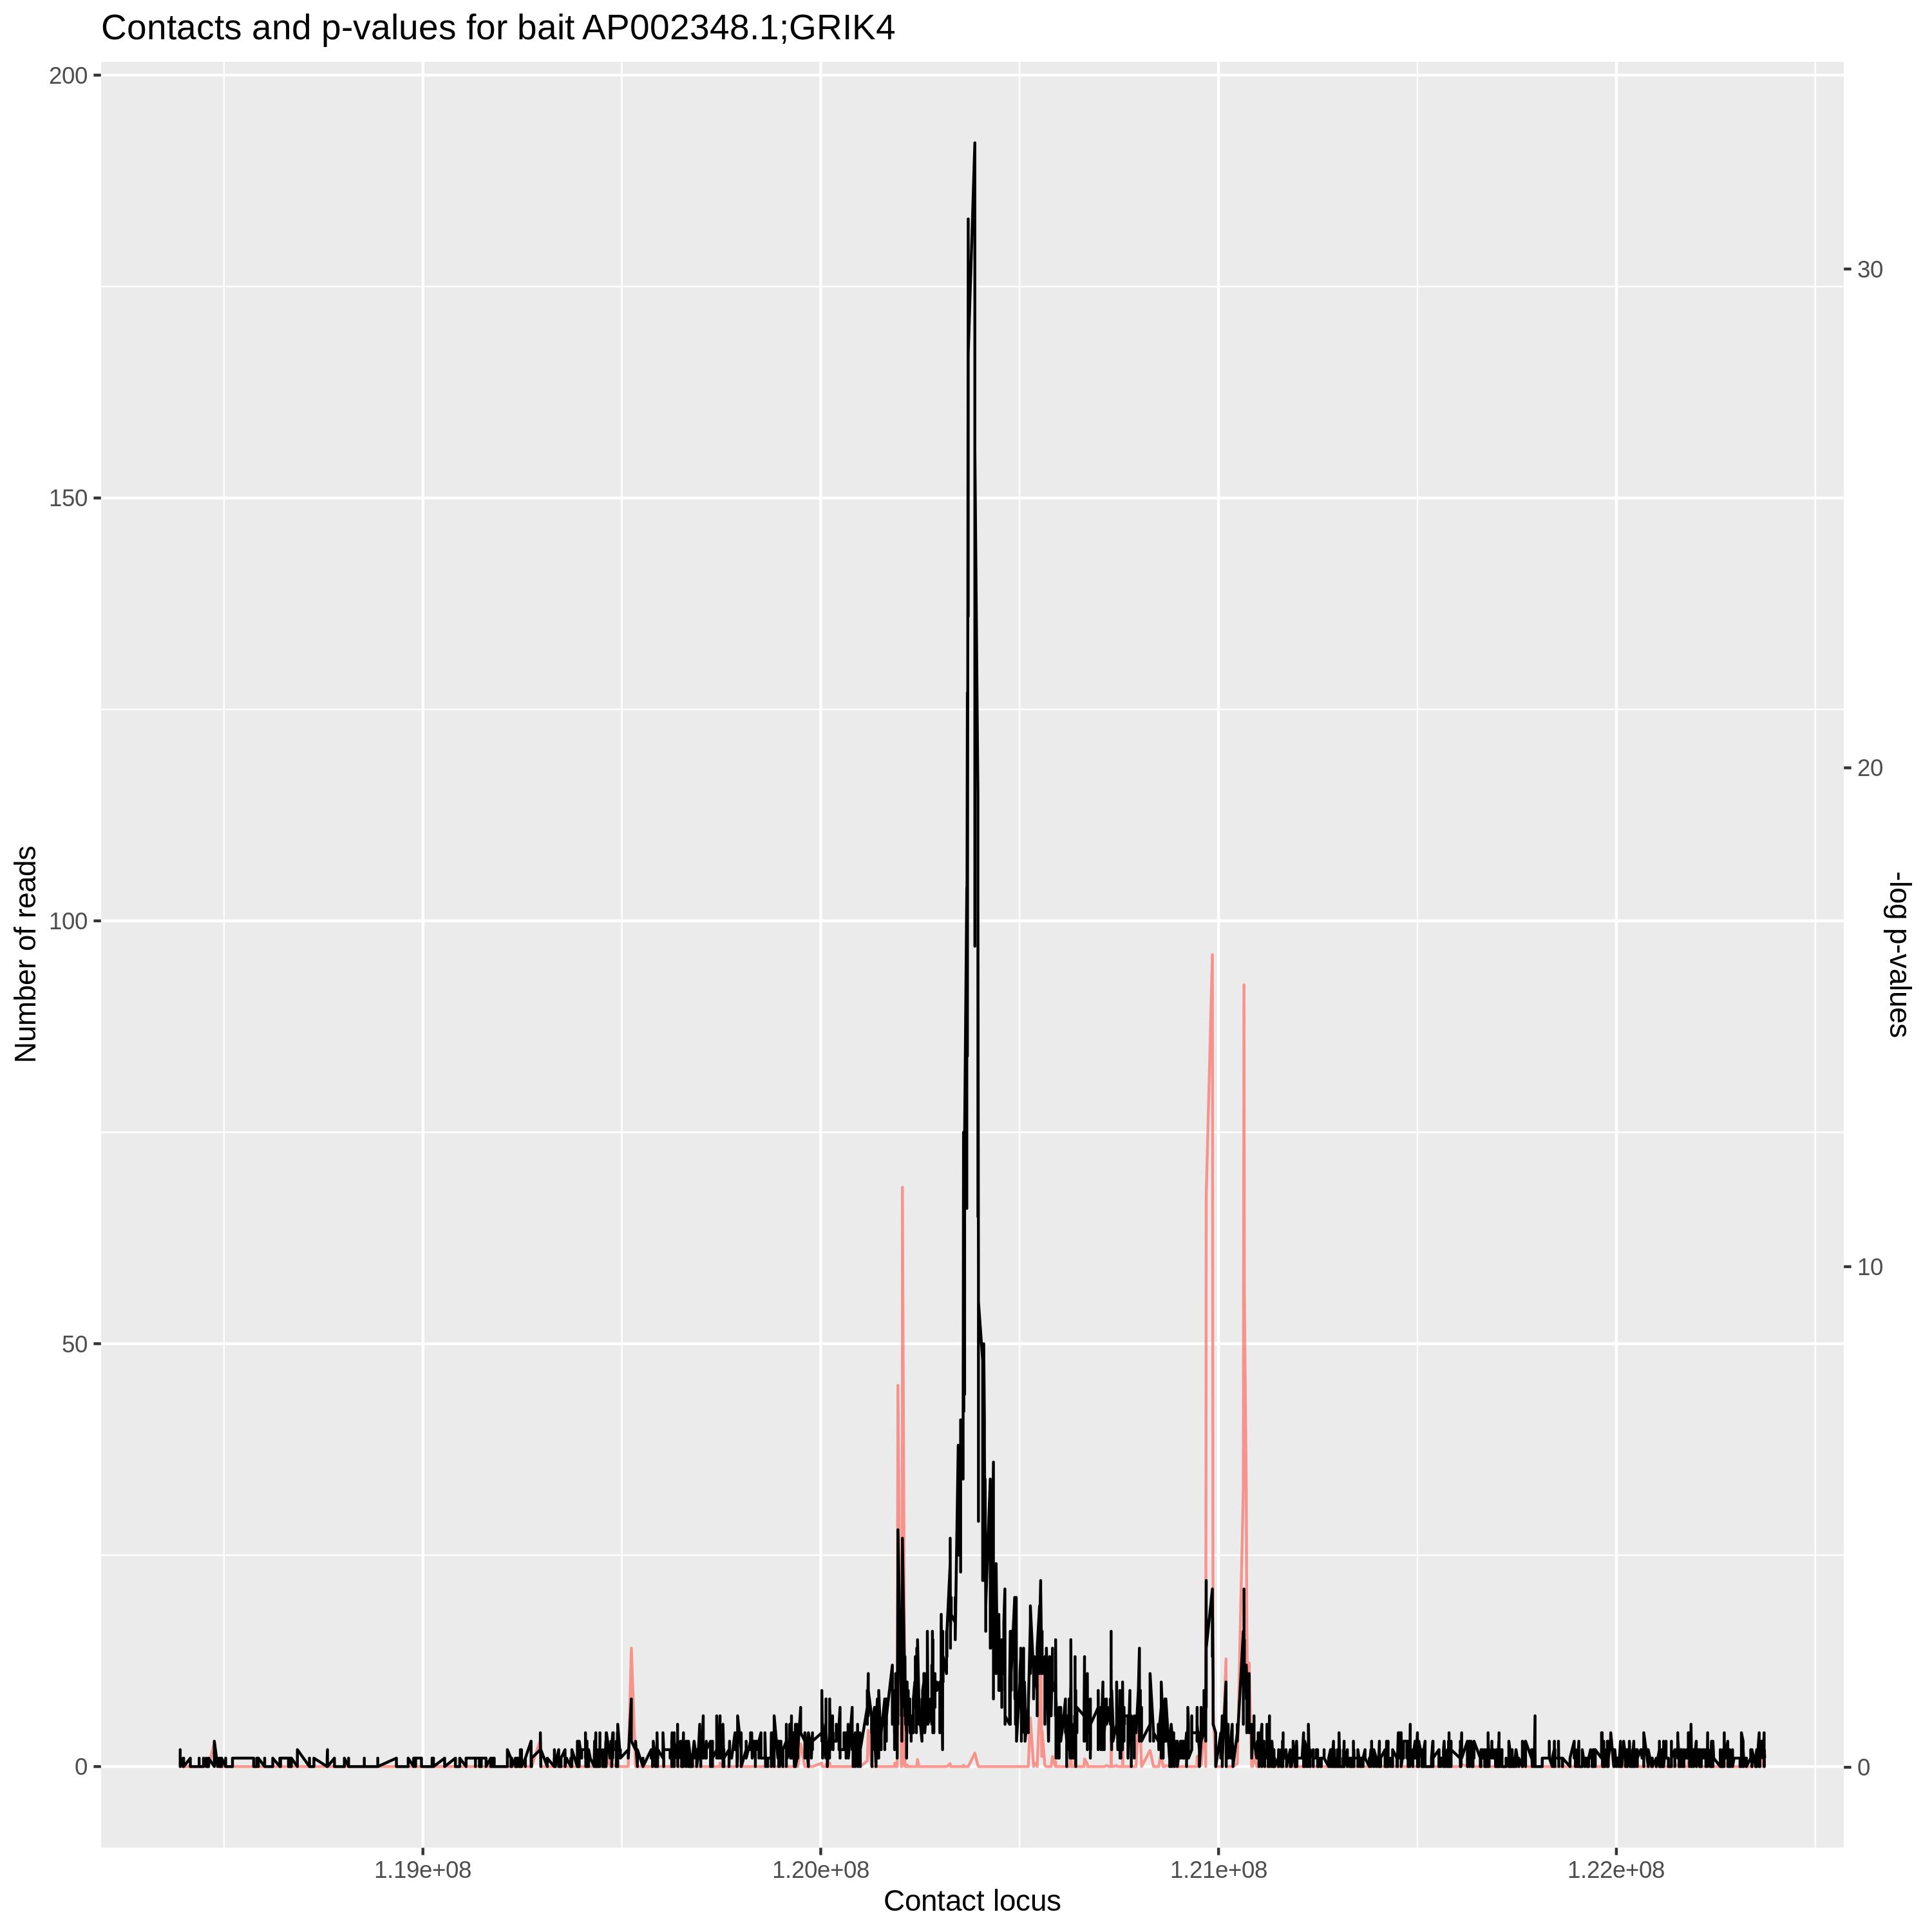 Contacts and p-values for bait AP002348.1;GRIK4
200
150
100
50
0
Number of reads
30
20
10
0
-log p-values
1.19e+08
1.20e+08
1.21e+08
1.22e+08
Contact locus